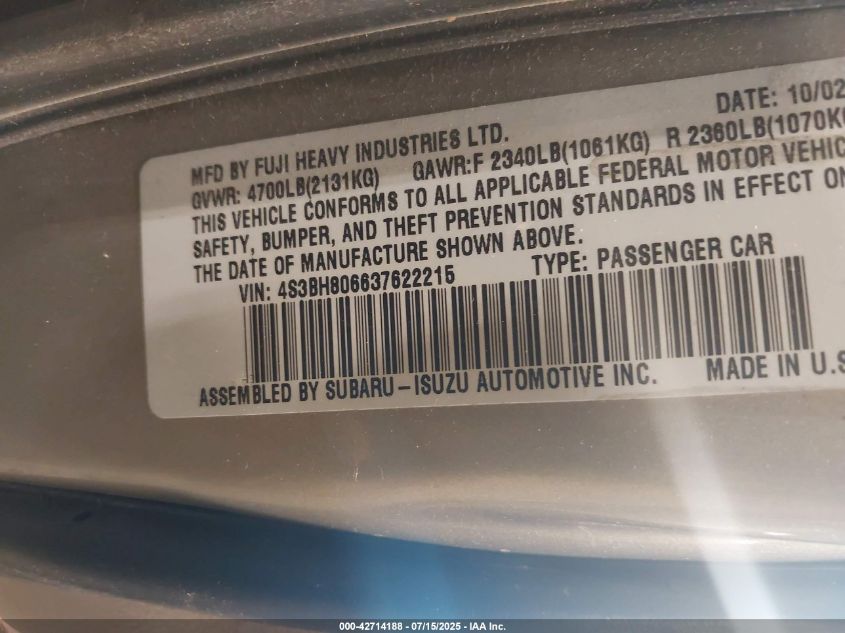 DATE: 10/02
MFD BY FUJI HEAVY INDUSTRIES LTD.
GVWR: 4700LB(2131KG) GAWR:F 2340LB(1061KG) R 2360LB(1070KG
THIS VEHICLE CONFORMS TO ALL APPLICABLE FEDERAL MOTOR VEHIC
SAFETY, BUMPER, AND THEFT PREVENTION STANDARDS IN EFFECT ON
THE DATE OF MANUFACTURE SHOWN ABOVE.
VIN: 4S3BH806637622215 TYPE: PASSENGER CAR
ASSEMBLED BY SUBARU-ISUZU AUTOMOTIVE INC. MADE IN U.S
000-42714188 - 07/15/2025 - IAA Inc.